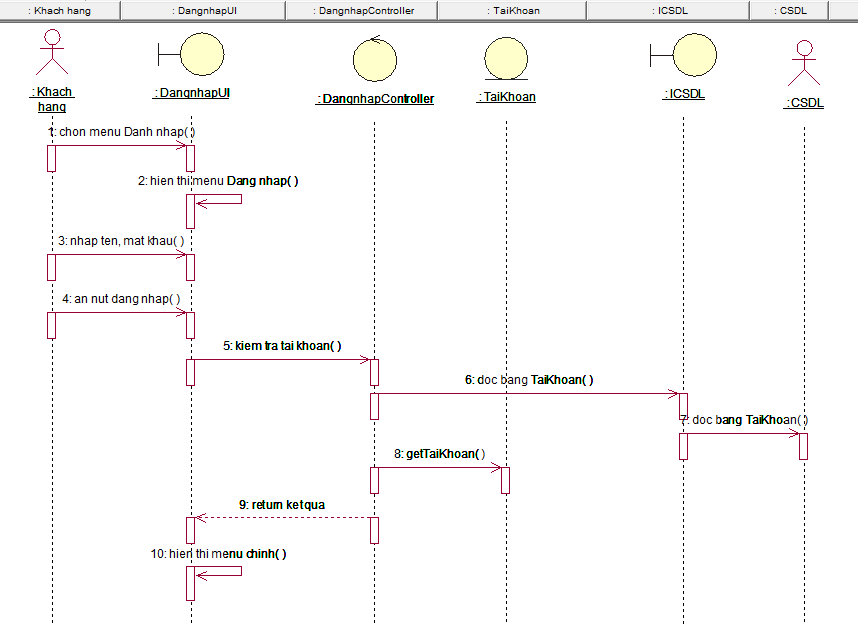 : Khach hang : DangnhapUI : DangnhapController : TaiKhoan : ICSDL : CSDL
: Khach
hang
: DangnhapUI
: DangnhapController
: TaiKhoan
: ICSDL
: CSDL
1: chon menu Danh nhap( )
2: hien thi menu Dang nhap( )
3: nhap ten, mat khau( )
4: an nut dang nhap( )
5: kiem tra tai khoan( )
6: doc bang TaiKhoan( )
7: doc bang TaiKhoan( )
8: getTaiKhoan( )
9: return ket qua
10: hien thi menu chinh( )